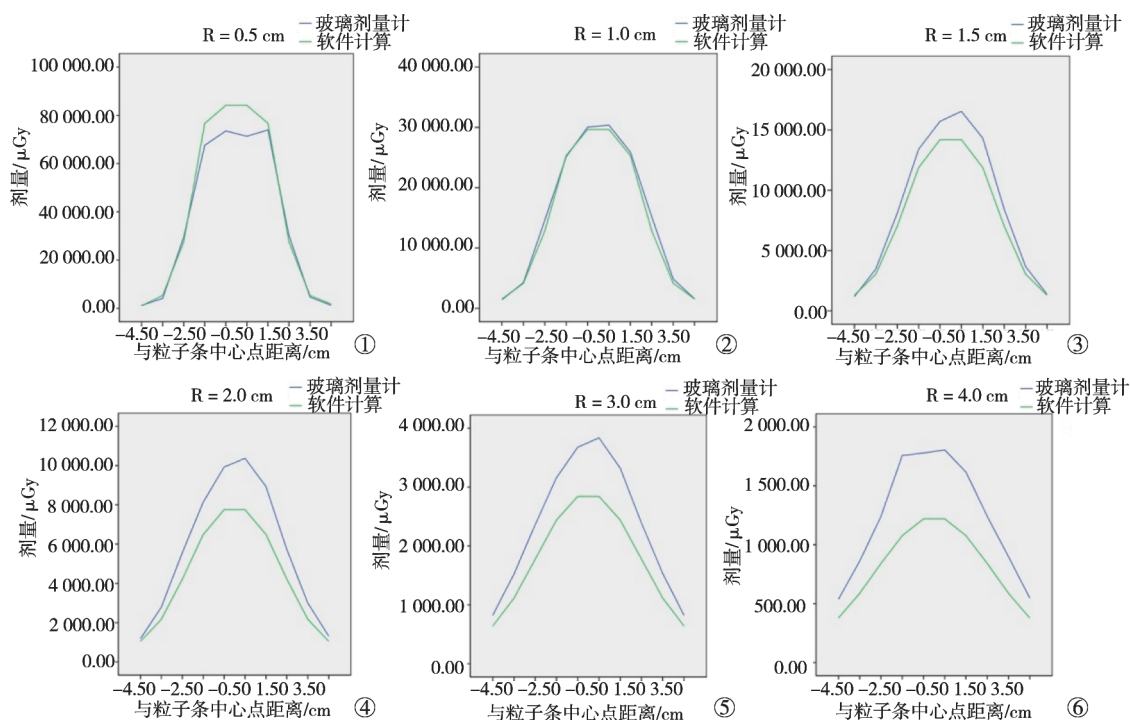 R = 0.5 cm
玻璃剂量计
软件计算
100 000.00
80 000.00
60 000.00
40 000.00
20 000.00
0.00
剂量/μGy
−4.50 −2.50 −0.50 1.50 3.50
与粒子条中心点距离/cm
①
R = 1.0 cm
玻璃剂量计
软件计算
40 000.00
30 000.00
20 000.00
10 000.00
0.00
剂量/μGy
−4.50 −2.50 −0.50 1.50 3.50
与粒子条中心点距离/cm
②
R = 1.5 cm
玻璃剂量计
软件计算
20 000.00
15 000.00
10 000.00
5 000.00
0.00
剂量/μGy
−4.50 −2.50 −0.50 1.50 3.50
与粒子条中心点距离/cm
③
R = 2.0 cm
玻璃剂量计
软件计算
12 000.00
10 000.00
8 000.00
6 000.00
4 000.00
2 000.00
0.00
剂量/μGy
−4.50 −2.50 −0.50 1.50 3.50
与粒子条中心点距离/cm
④
R = 3.0 cm
玻璃剂量计
软件计算
4 000.00
3 000.00
2 000.00
1 000.00
0.00
剂量/μGy
−4.50 −2.50 −0.50 1.50 3.50
与粒子条中心点距离/cm
⑤
R = 4.0 cm
玻璃剂量计
软件计算
2 000.00
1 500.00
1 000.00
500.00
0.00
剂量/μGy
−4.50 −2.50 −0.50 1.50 3.50
与粒子条中心点距离/cm
⑥